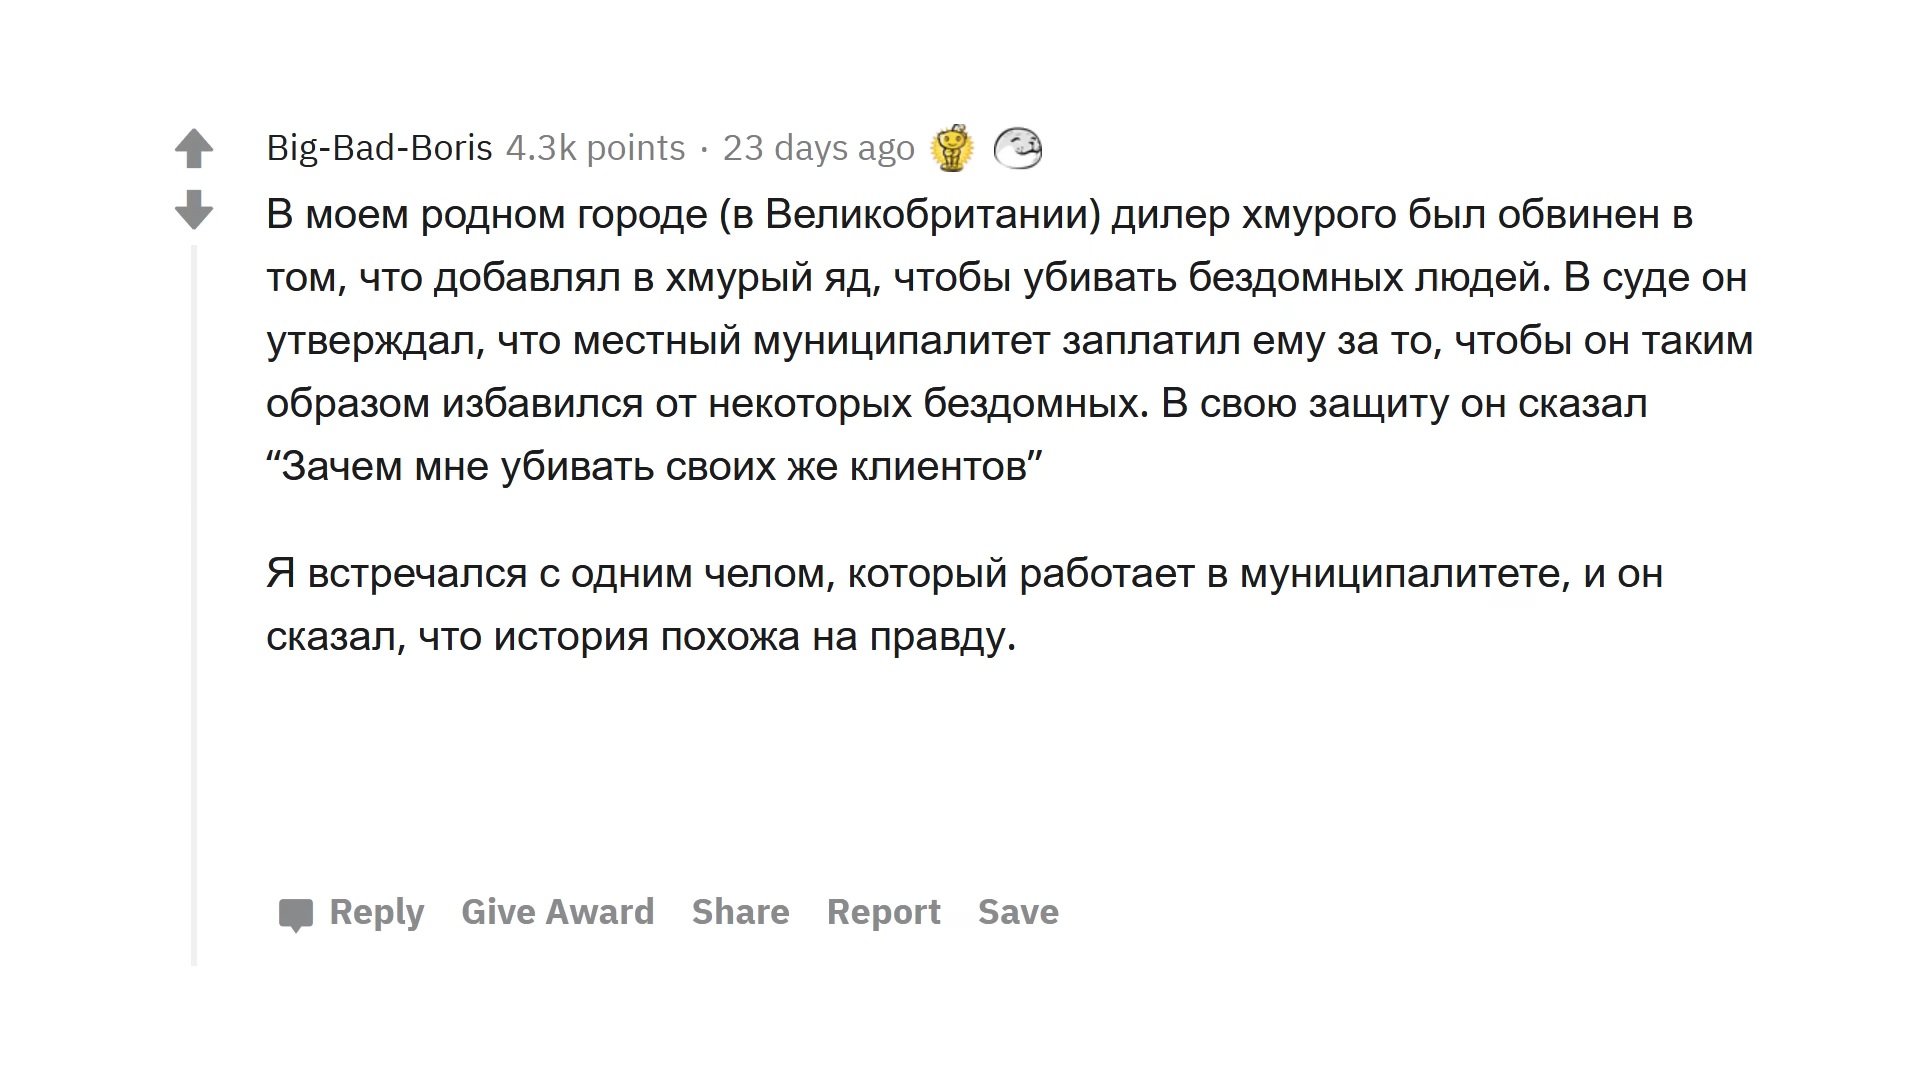 Big-Bad-Boris 4.3k points · 23 days ago
В моем родном городе (в Великобритании) дилер хмурого был обвинен в
том, что добавлял в хмурый яд, чтобы убивать бездомных людей. В суде он
утверждал, что местный муниципалитет заплатил ему за то, чтобы он таким
образом избавился от некоторых бездомных. В свою защиту он сказал
“Зачем мне убивать своих же клиентов”
Я встречался с одним челом, который работает в муниципалитете, и он
сказал, что история похожа на правду.
Reply Give Award Share Report Save